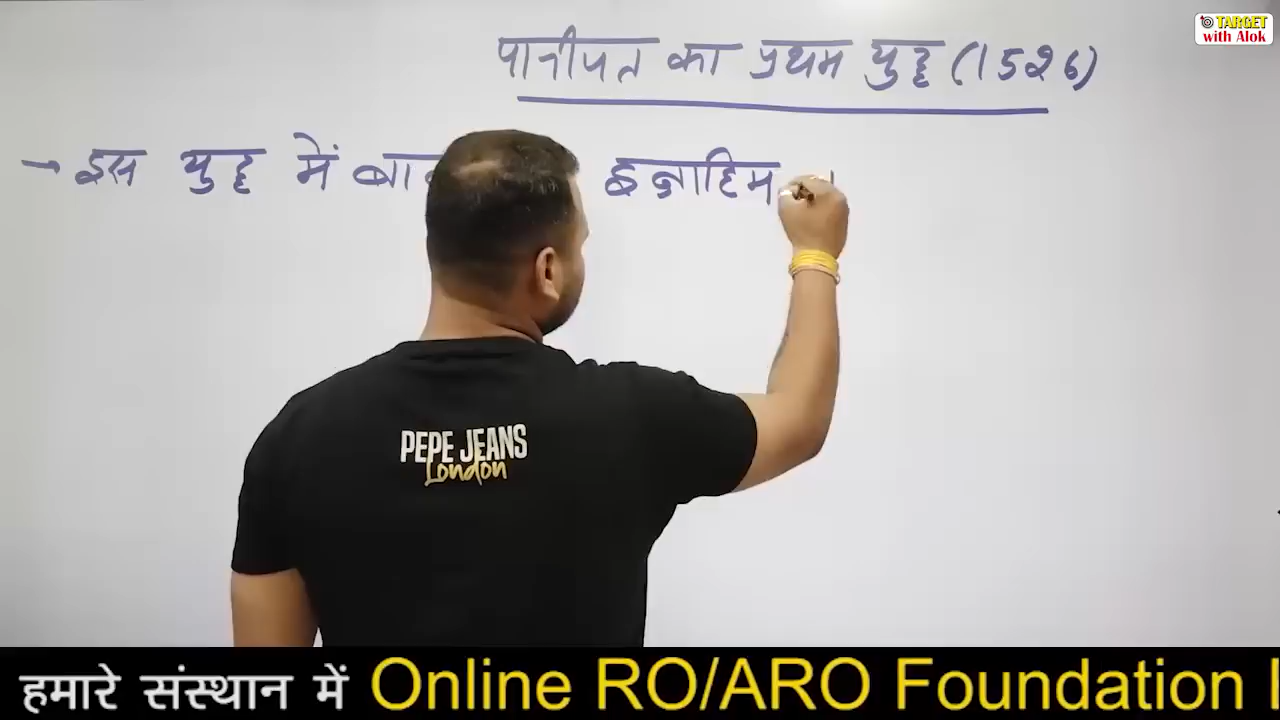 TARGET
with Alok
पानीपत का प्रथम युद्ध (1526)
→ इस युद्ध में इब्राहिम
PEPE JEANS
London
हमारे संस्थान में Online RO/ARO Foundation